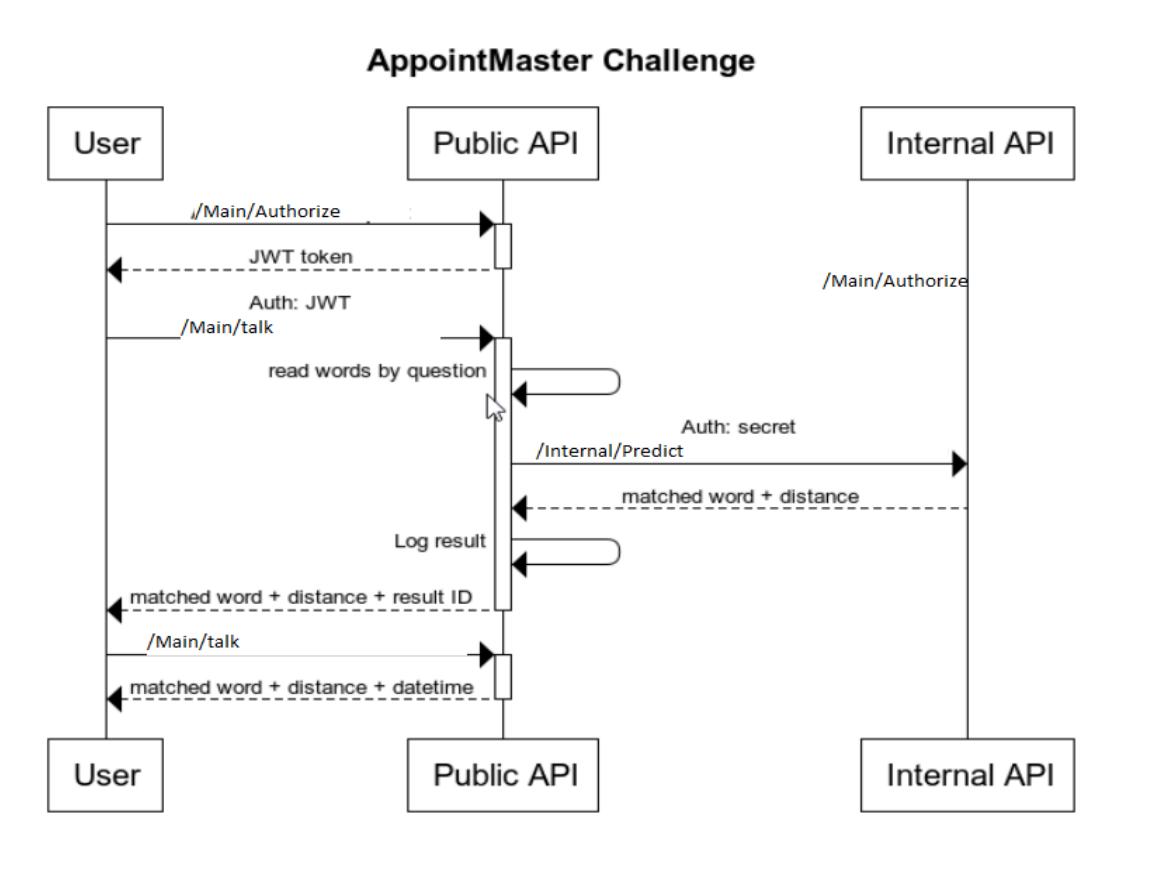 AppointMaster Challenge
User
Public API
Internal API
/Main/Authorize
JWT token
/Main/Authorize
Auth: JWT
/Main/talk
read words by question
Auth: secret
/Internal/Predict
matched word + distance
Log result
matched word + distance + result ID
/Main/talk
matched word + distance + datetime
User
Public API
Internal API